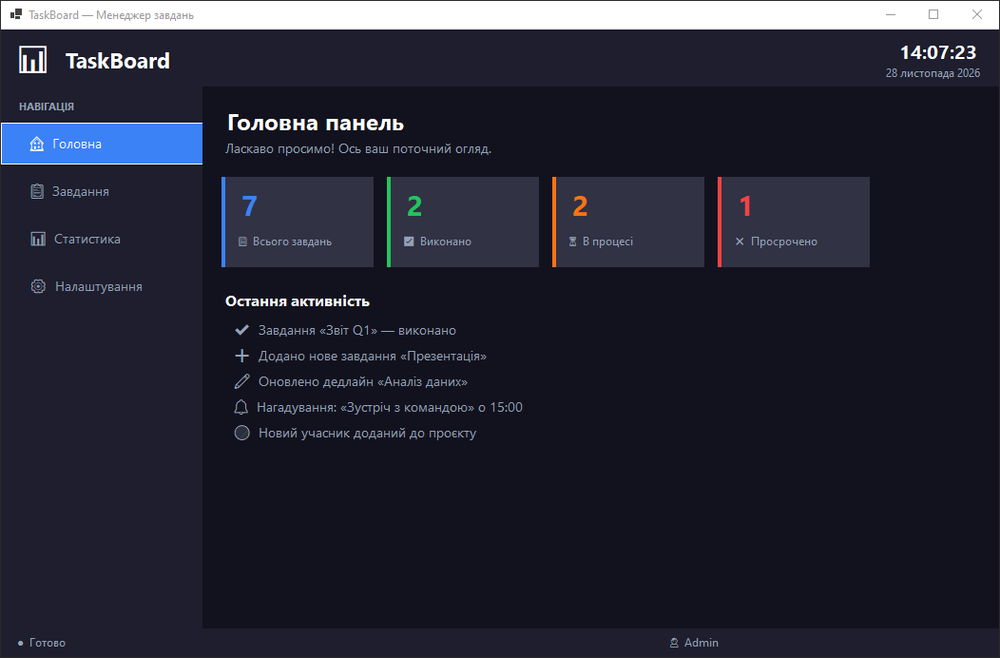 TaskBoard — Менеджер завдань
TaskBoard
14:07:23
28 листопада 2026
НАВІГАЦІЯ
Головна
Завдання
Статистика
Налаштування
Головна панель
Ласкаво просимо! Ось ваш поточний огляд.
7
Всього завдань
2
Виконано
2
В процесі
1
Просрочено
Остання активність
Завдання «Звіт Q1» — виконано
Додано нове завдання «Презентація»
Оновлено дедлайн «Аналіз даних»
Нагадування: «Зустріч з командою» о 15:00
Новий учасник доданий до проєкту
Готово
Admin